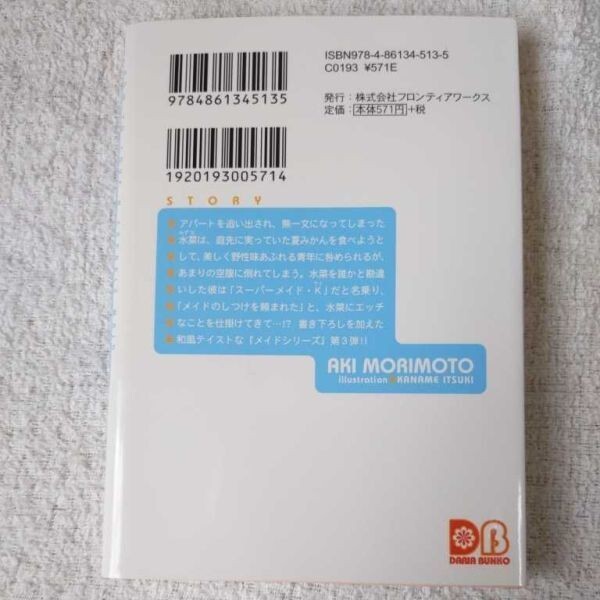 ISBN978-4-86134-513-5
C0193 ¥571E
9784861345135
発行：株式会社フロンティアワークス
定価：本体571円+税
1920193005714
STORY
アパートを追い出され、無一文になってしまった
水菜は、庭先に実っていた夏みかんを食べようと
して、美しく野性味あふれる青年に咎められるが、
あまりの空腹に倒れてしまう。水菜を誰かと勘違
いした彼は「スーパーメイド・K」だと名乗り、
「メイドのしつけを頼まれた」と、水菜にエッチ
なことを仕掛けてきて…!? 書き下ろしを加えた
和風テイストな『メイドシリーズ』第3弾!!
AKI MORIMOTO
illustration KANAME ITSUKI
DB
DARIA BUNKO